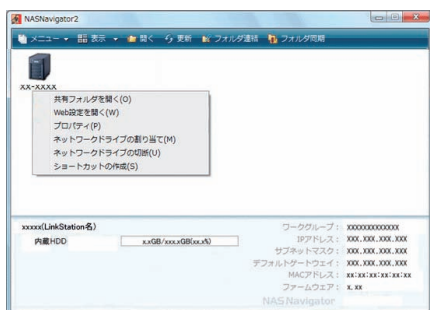 NASNavigator2
メニュー 表示 開く 更新 フォルダ連結 フォルダ同期
xx-xxxx
共有フォルダを開く(O)
Web設定を開く(W)
プロパティ(P)
ネットワークドライブの割り当て(M)
ネットワークドライブの切断(U)
ショートカットの作成(S)
xxxxx(LinkStation名)
内蔵HDD x.xGB/xxx.xGB(xx.x%)
ワークグループ: XXXXXXXXXXXXX
IPアドレス: XXX.XXX.XXX.XXX
サブネットマスク: XXX.XXX.XXX.XXX
デフォルトゲートウェイ: XXX.XXX.XXX.XXX
MACアドレス: xx:xx:xx:xx:xx:xx
ファームウェア: x.xx
NAS Navigator